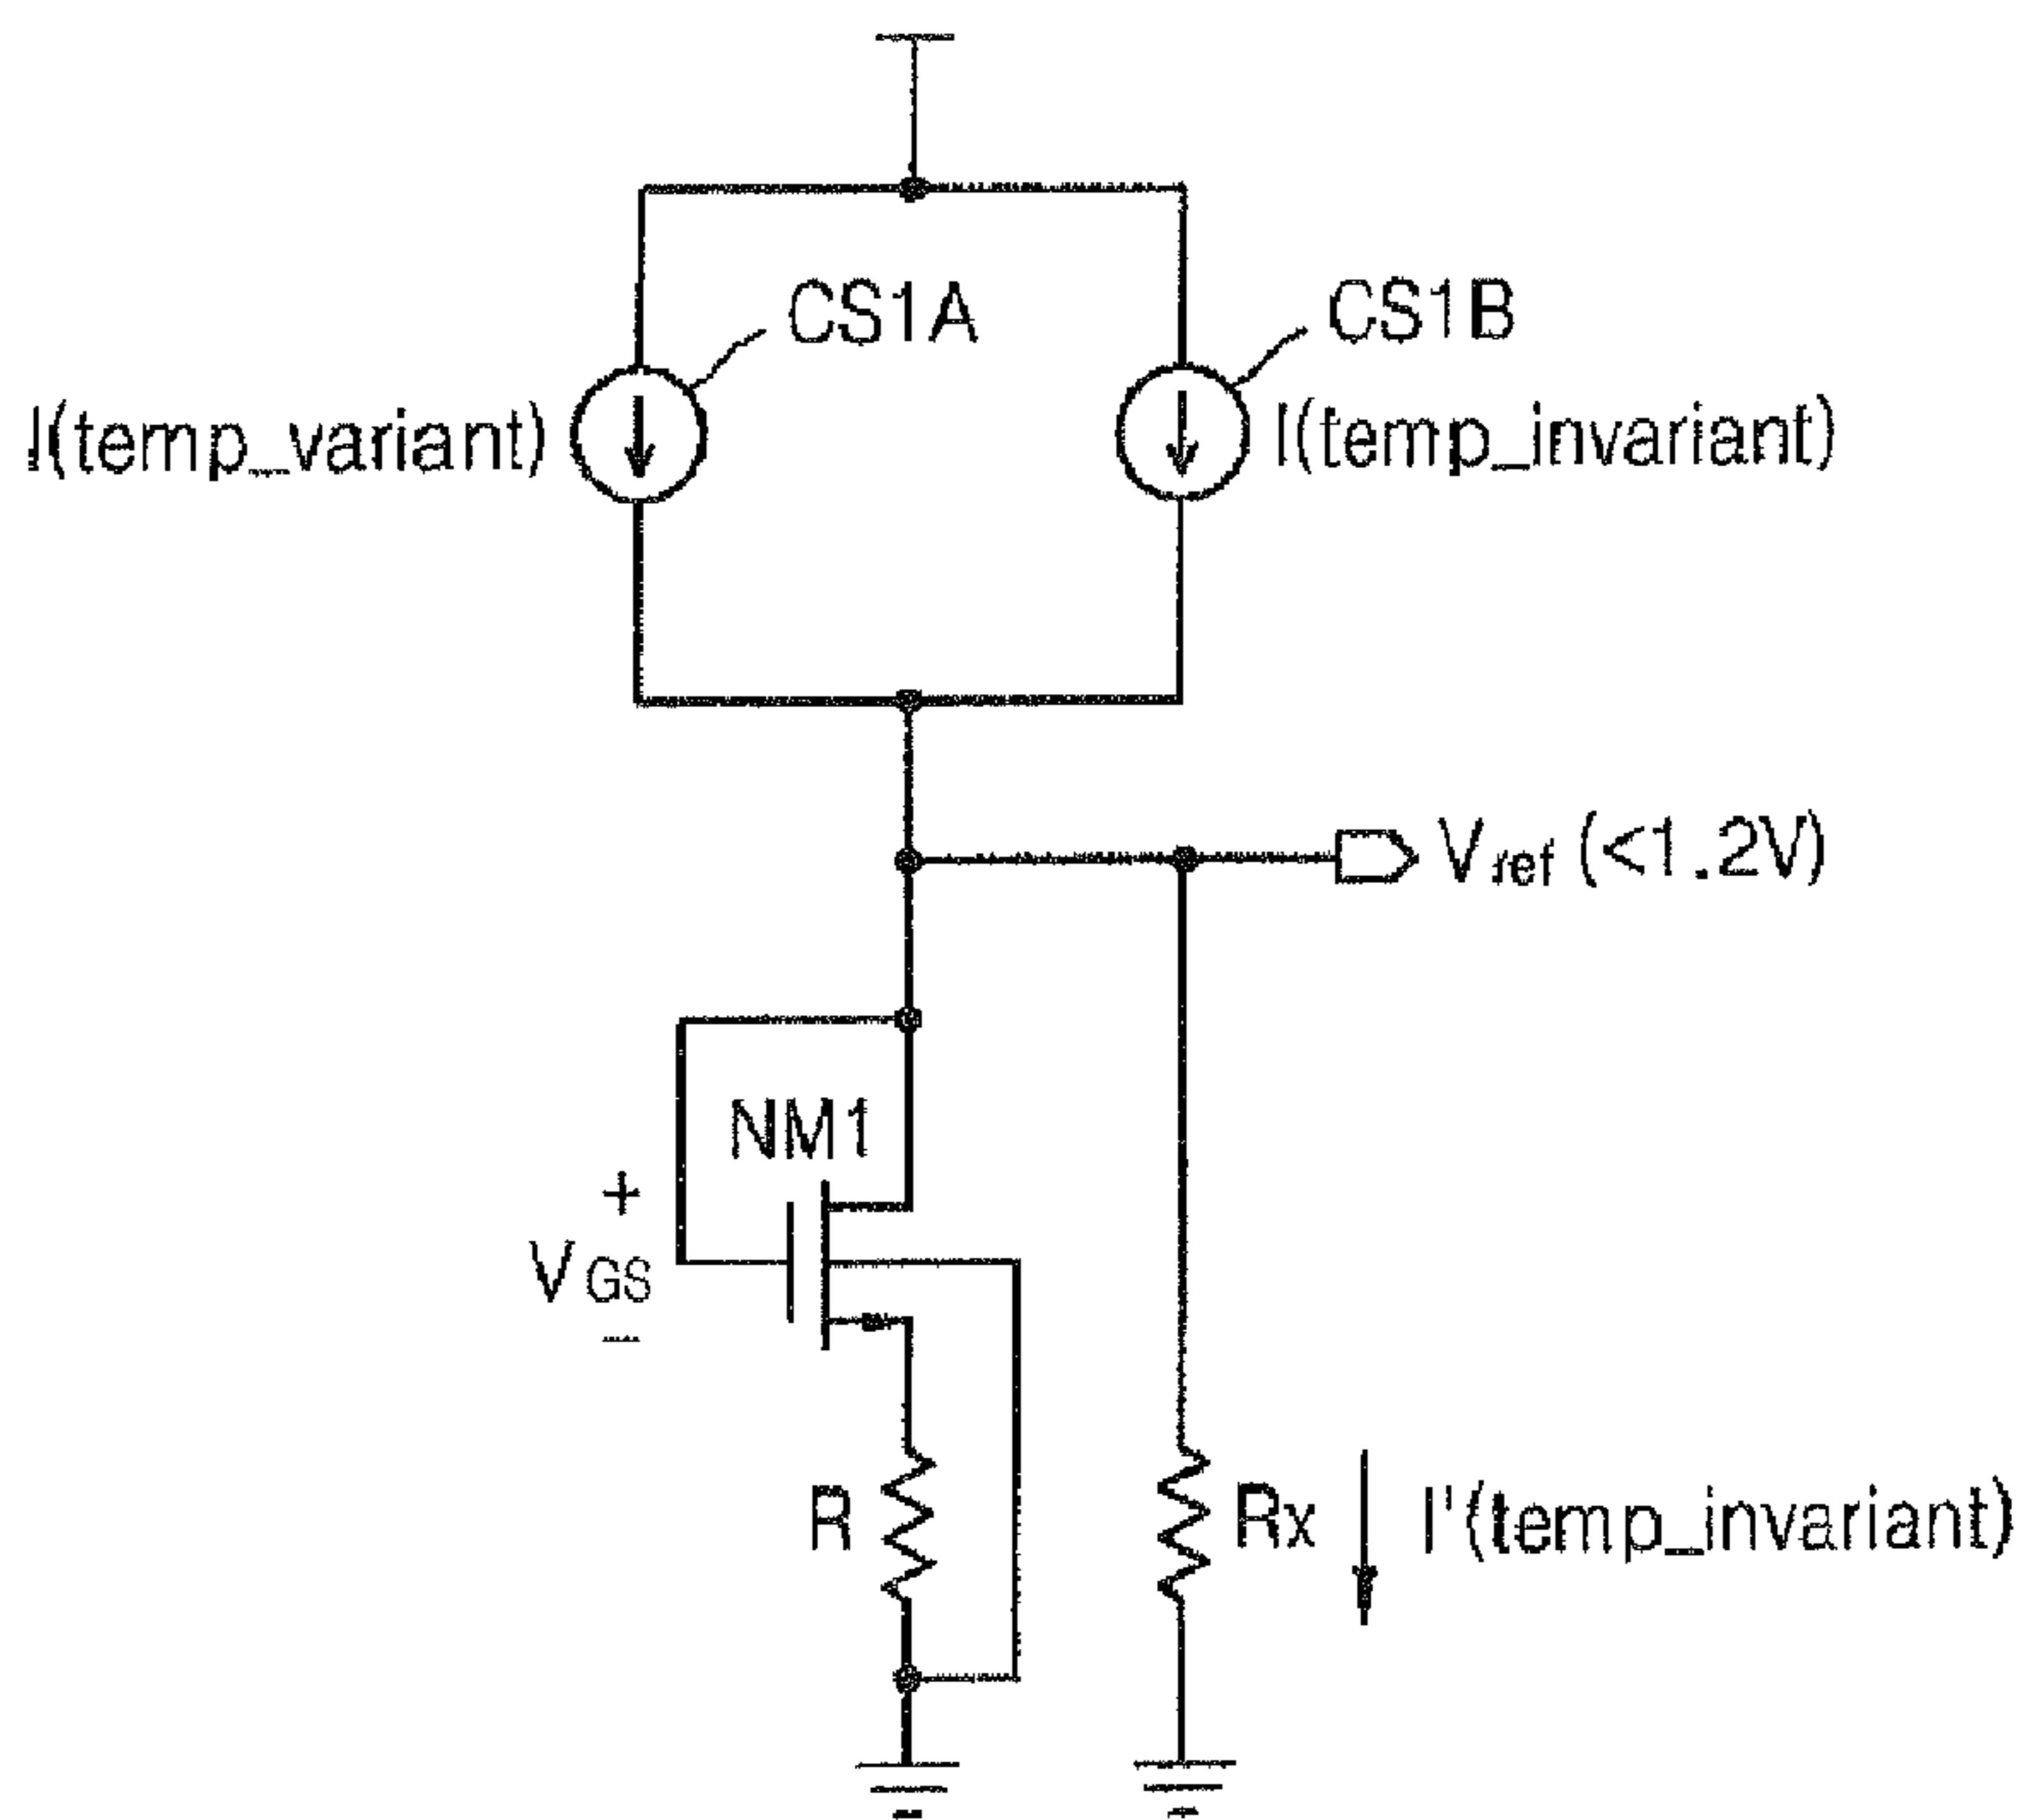 CS1A
CS1B
I(temp_variant)
I(temp_invariant)
Vref (<1.2V)
NM1
+
VGS
−
R
Rx
I'(temp_invariant)